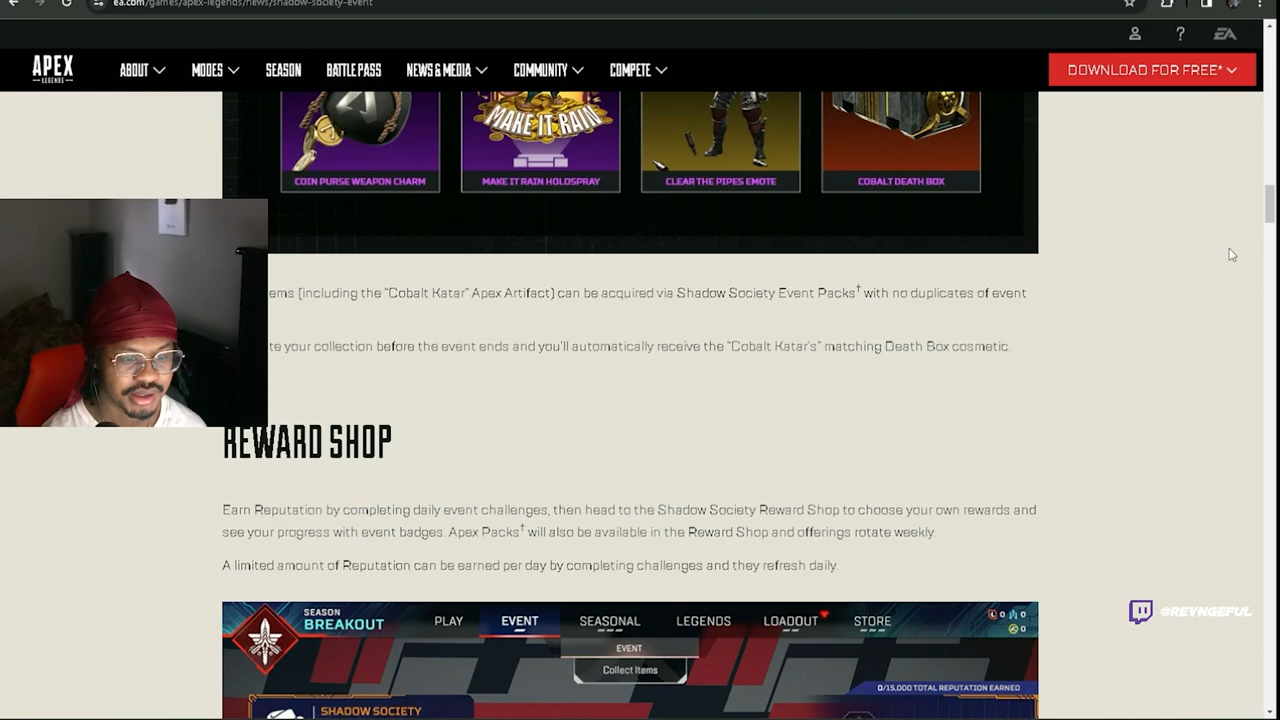 ea.com/games/apex-legends/news/shadow-society-event
?
EA
APEX
LEGENDS
ABOUT
MODES
SEASON
BATTLE PASS
NEWS & MEDIA
COMMUNITY
COMPETE
DOWNLOAD FOR FREE*
MAKE IT RAIN
COIN PURSE WEAPON CHARM
MAKE IT RAIN HOLOSPRAY
CLEAR THE PIPES EMOTE
COBALT DEATH BOX
ems (including the “Cobalt Katar” Apex Artifact) can be acquired via Shadow Society Event Packs† with no duplicates of event
te your collection before the event ends and you’ll automatically receive the “Cobalt Katar’s” matching Death Box cosmetic.
REWARD SHOP
Earn Reputation by completing daily event challenges, then head to the Shadow Society Reward Shop to choose your own rewards and
see your progress with event badges. Apex Packs† will also be available in the Reward Shop and offerings rotate weekly.
A limited amount of Reputation can be earned per day by completing challenges and they refresh daily.
@REVNGEFUL
SEASON
BREAKOUT
PLAY
EVENT
SEASONAL
LEGENDS
LOADOUT
STORE
0
0
0
EVENT
Collect Items
0/15,000 TOTAL REPUTATION EARNED
SHADOW SOCIETY